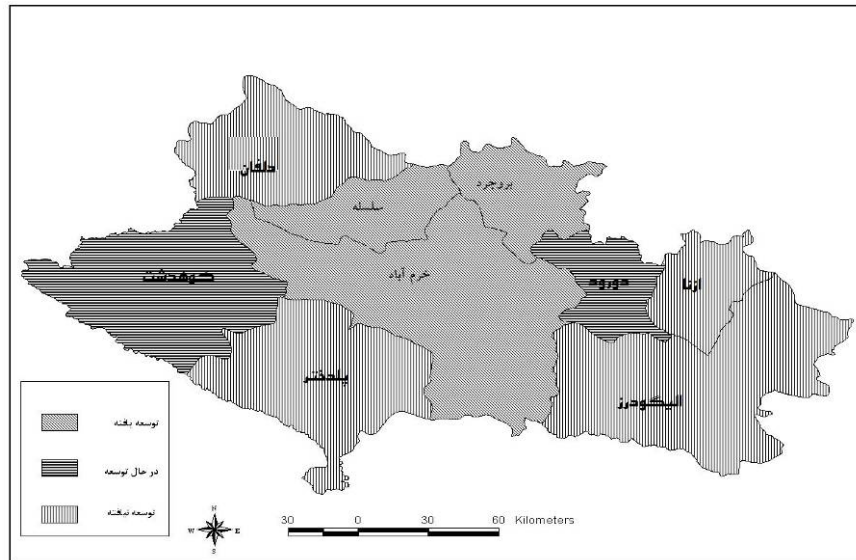 دلفان
بروجرد
سلسله
خرم آباد
کوهدشت
دورود
ازنا
پلدختر
الیگودرز
توسعه یافته
در حال توسعه
توسعه نیافته
N
W E
S
30 0 30 60 Kilometers